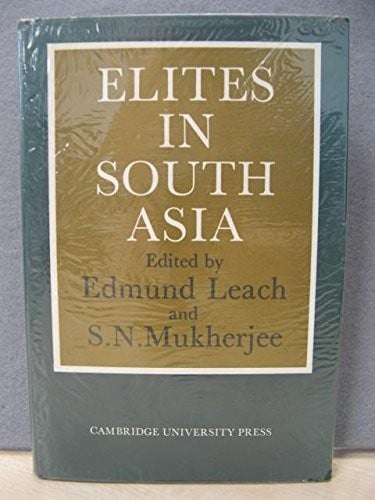 ELITES
IN
SOUTH
ASIA
Edited by
Edmund Leach
and
S.N.Mukherjee
CAMBRIDGE UNIVERSITY PRESS